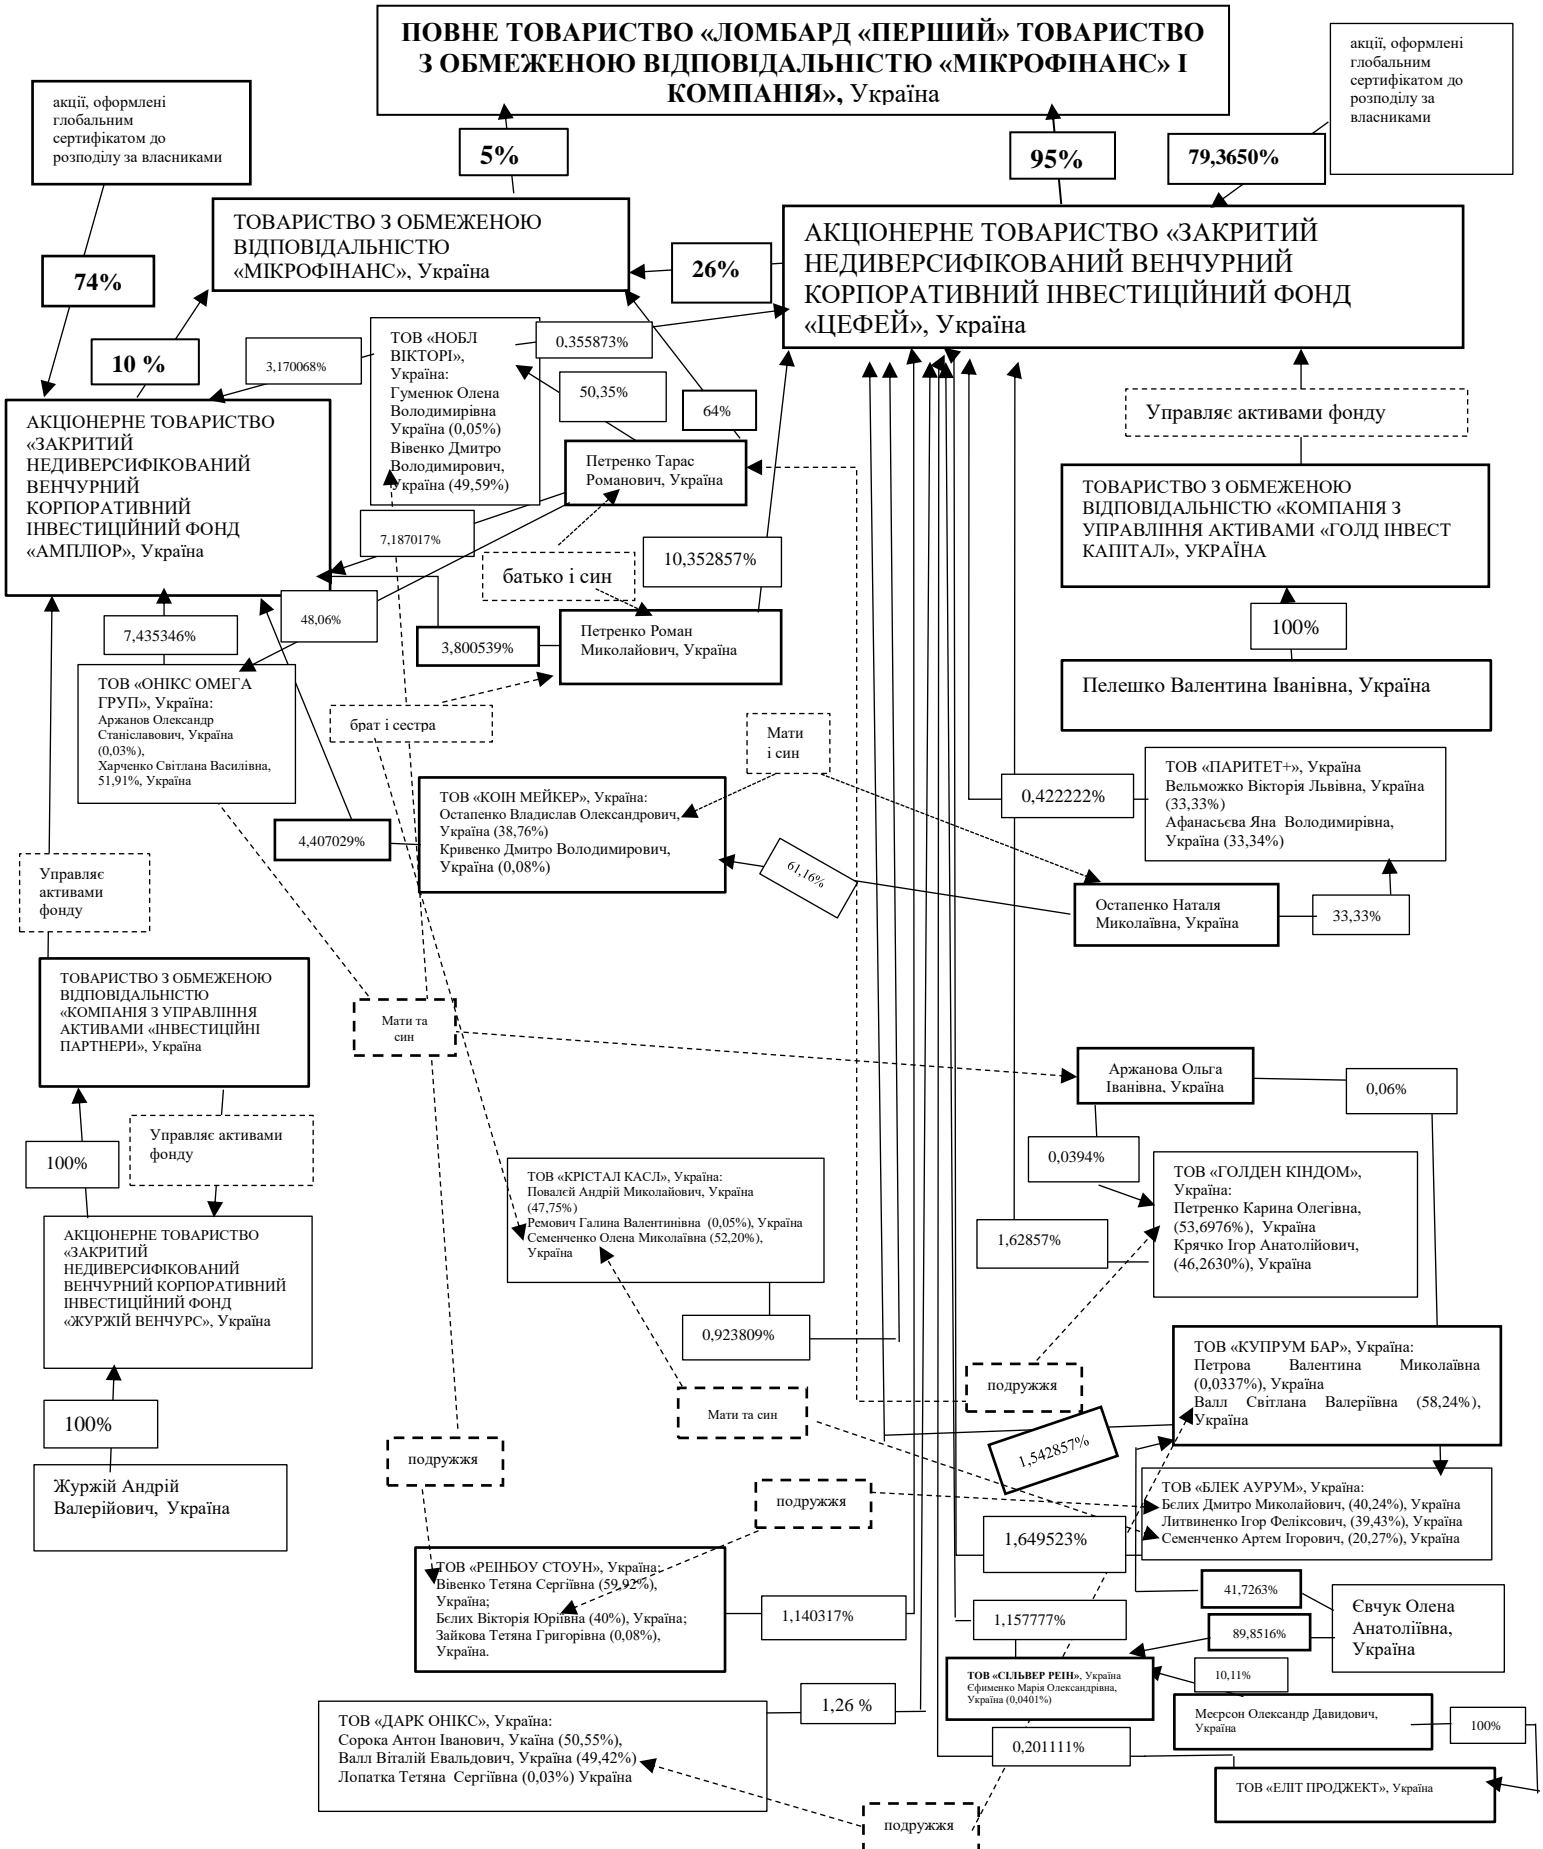 ПОВНЕ ТОВАРИСТВО «ЛОМБАРД «ПЕРШИЙ» ТОВАРИСТВО
З ОБМЕЖЕНОЮ ВІДПОВІДАЛЬНІСТЮ «МІКРОФІНАНС» І
КОМПАНІЯ», Україна
акції, оформлені
глобальним
сертифікатом до
розподілу за
власниками
акції, оформлені
глобальним
сертифікатом до
розподілу за власниками
5%
95%
79,3650%
ТОВАРИСТВО З ОБМЕЖЕНОЮ
ВІДПОВІДАЛЬНІСТЮ
«МІКРОФІНАНС», Україна
АКЦІОНЕРНЕ ТОВАРИСТВО «ЗАКРИТИЙ
НЕДИВЕРСИФІКОВАНИЙ ВЕНЧУРНИЙ
КОРПОРАТИВНИЙ ІНВЕСТИЦІЙНИЙ ФОНД
«ЦЕФЕЙ», Україна
74%
26%
10 %
3,170068%
ТОВ «НОБЛ
ВІКТОРІ»,
Україна:
Гуменюк Олена
Володимирівна
Україна (0,05%)
Вівенко Дмитро
Володимирович,
Україна (49,59%)
0,355873%
50,35%
64%
Управляє активами фонду
АКЦІОНЕРНЕ ТОВАРИСТВО
«ЗАКРИТИЙ
НЕДИВЕРСИФІКОВАНИЙ
ВЕНЧУРНИЙ
КОРПОРАТИВНИЙ
ІНВЕСТИЦІЙНИЙ ФОНД
«АМПЛІОР», Україна
Петренко Тарас
Романович, Україна
ТОВАРИСТВО З ОБМЕЖЕНОЮ
ВІДПОВІДАЛЬНІСТЮ «КОМПАНІЯ З
УПРАВЛІННЯ АКТИВАМИ «ГОЛД ІНВЕСТ
КАПІТАЛ», УКРАЇНА
7,187017%
10,352857%
батько і син
48,06%
7,435346%
3,800539%
Петренко Роман
Миколайович, Україна
100%
Пелешко Валентина Іванівна, Україна
ТОВ «ОНІКС ОМЕГА
ГРУП», Україна:
Аржанов Олександр
Станіславович, Україна
(0,03%),
Харченко Світлана Василівна,
51,91%, Україна
брат і сестра
Мати
і син
ТОВ «ПАРИТЕТ+», Україна
Вельможко Вікторія Львівна, Україна
(33,33%)
Афанасьєва Яна Володимирівна,
Україна (33,34%)
0,422222%
ТОВ «КОІН МЕЙКЕР», Україна:
Остапенко Владислав Олександрович,
Україна (38,76%)
Кривенко Дмитро Володимирович,
Україна (0,08%)
4,407029%
61,16%
Управляє
активами
фонду
Остапенко Наталя
Миколаївна, Україна
33,33%
ТОВАРИСТВО З ОБМЕЖЕНОЮ
ВІДПОВІДАЛЬНІСТЮ
«КОМПАНІЯ З УПРАВЛІННЯ
АКТИВАМИ «ІНВЕСТИЦІЙНІ
ПАРТНЕРИ», Україна
Мати та
син
Аржанова Ольга
Іванівна, Україна
0,06%
100%
Управляє активами
фонду
0,0394%
ТОВ «КРІСТАЛ КАСЛ», Україна:
Повалєй Андрій Миколайович, Україна
(47,75%)
Ремович Галина Валентинівна (0,05%), Україна
Семенченко Олена Миколаївна (52,20%),
Україна
ТОВ «ГОЛДЕН КІНДОМ»,
Україна:
Петренко Карина Олегівна,
(53,6976%), Україна
Крячко Ігор Анатолійович,
(46,2630%), Україна
1,62857%
АКЦІОНЕРНЕ ТОВАРИСТВО
«ЗАКРИТИЙ
НЕДИВЕРСИФІКОВАНИЙ
ВЕНЧУРНИЙ КОРПОРАТИВНИЙ
ІНВЕСТИЦІЙНИЙ ФОНД
«ЖУРЖІЙ ВЕНЧУРС», Україна
0,923809%
ТОВ «КУПРУМ БАР», Україна:
Петрова Валентина Миколаївна
(0,0337%), Україна
Валл Світлана Валеріївна (58,24%),
Україна
подружжя
Мати та син
100%
1,542857%
подружжя
Журжій Андрій
Валерійович, Україна
подружжя
ТОВ «БЛЕК АУРУМ», Україна:
Бєлих Дмитро Миколайович, (40,24%), Україна
Литвиненко Ігор Феліксович, (39,43%), Україна
Семенченко Артем Ігорович, (20,27%), Україна
1,649523%
ТОВ «РЕІНБОУ СТОУН», Україна:
Вівенко Тетяна Сергіївна (59,92%),
Україна;
Бєлих Вікторія Юріївна (40%), Україна;
Зайкова Тетяна Григорівна (0,08%),
Україна.
1,140317%
41,7263%
Євчук Олена
Анатоліївна,
Україна
1,157777%
89,8516%
ТОВ «СІЛЬВЕР РЕІН», Україна
Єфименко Марія Олександрівна,
Україна (0,0401%)
10,11%
Меєрсон Олександр Давидович,
Україна
100%
1,26 %
ТОВ «ДАРК ОНІКС», Україна:
Сорока Антон Іванович, Укаїна (50,55%),
Валл Віталій Евальдович, Україна (49,42%)
Лопатка Тетяна Сергіївна (0,03%) Україна
0,201111%
ТОВ «ЕЛІТ ПРОДЖЕКТ», Україна
подружжя